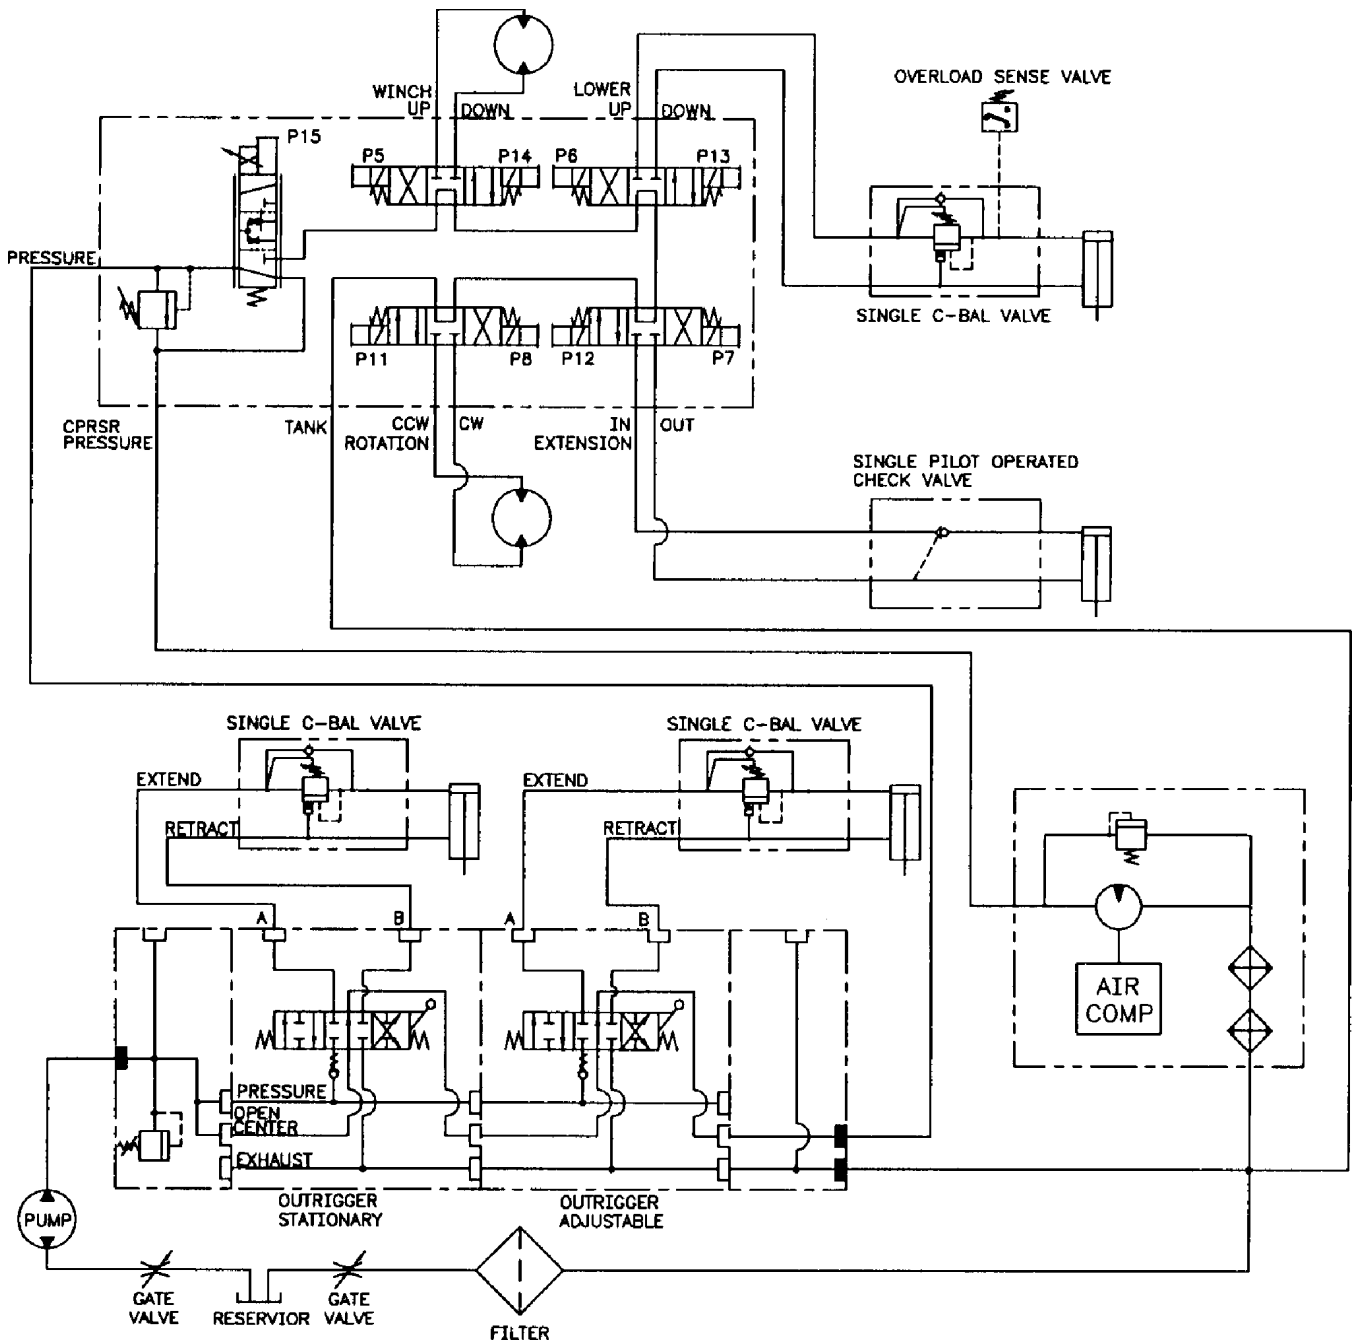 OVERLOAD SENSE VALVE
WINCH
UP
DOWN
LOWER
UP
DOWN
P15
P5
P14
P6
P13
PRESSURE
SINGLE C-BAL VALVE
P11
P8
P12
P7
CPRSR
PRESSURE
TANK
CCW
ROTATION
CW
IN
EXTENSION
OUT
SINGLE PILOT OPERATED
CHECK VALVE
SINGLE C-BAL VALVE
SINGLE C-BAL VALVE
EXTEND
RETRACT
EXTEND
RETRACT
A
B
A
B
AIR
COMP
PRESSURE
OPEN
CENTER
EXHAUST
OUTRIGGER
STATIONARY
OUTRIGGER
ADJUSTABLE
PUMP
GATE
VALVE
RESERVIOR
GATE
VALVE
FILTER